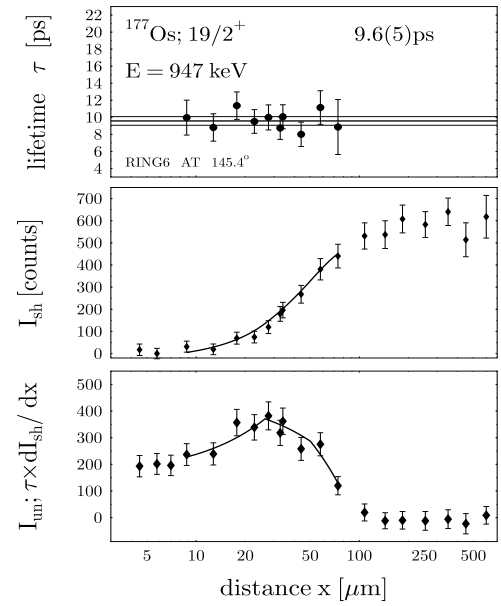 ¹⁷⁷Os; 19/2⁺ 9.6(5)ps
E = 947 keV
RING6 AT 145.4°
lifetime τ [ps]
22
20
18
16
14
12
10
8
6
4
I_sh [counts]
700
600
500
400
300
200
100
0
I_un; τ×dI_sh/ dx
400
300
200
100
0
5 10 20 50 100 250 500
distance x [μm]